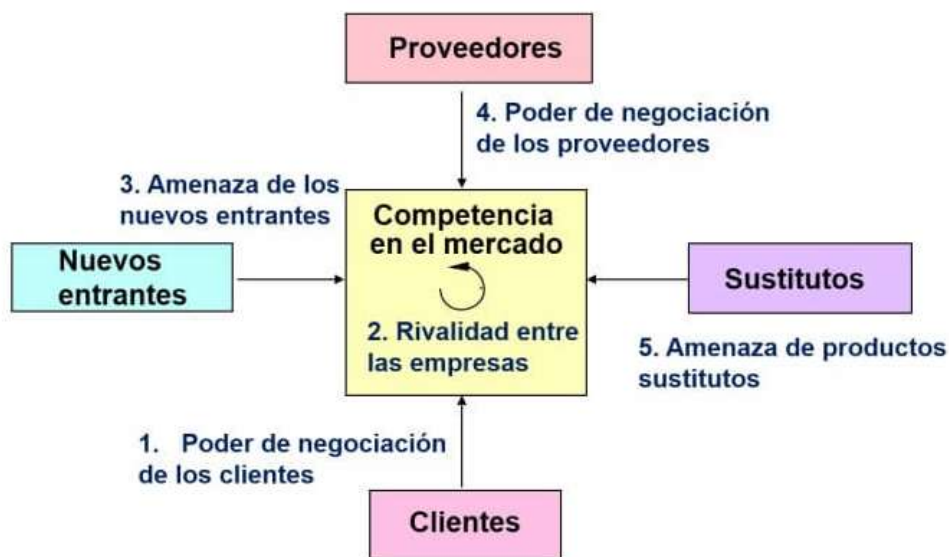 Proveedores
4. Poder de negociación
de los proveedores
3. Amenaza de los
nuevos entrantes
Competencia
en el mercado
Nuevos
entrantes
Sustitutos
2. Rivalidad entre
las empresas
5. Amenaza de productos
sustitutos
1. Poder de negociación
de los clientes
Clientes